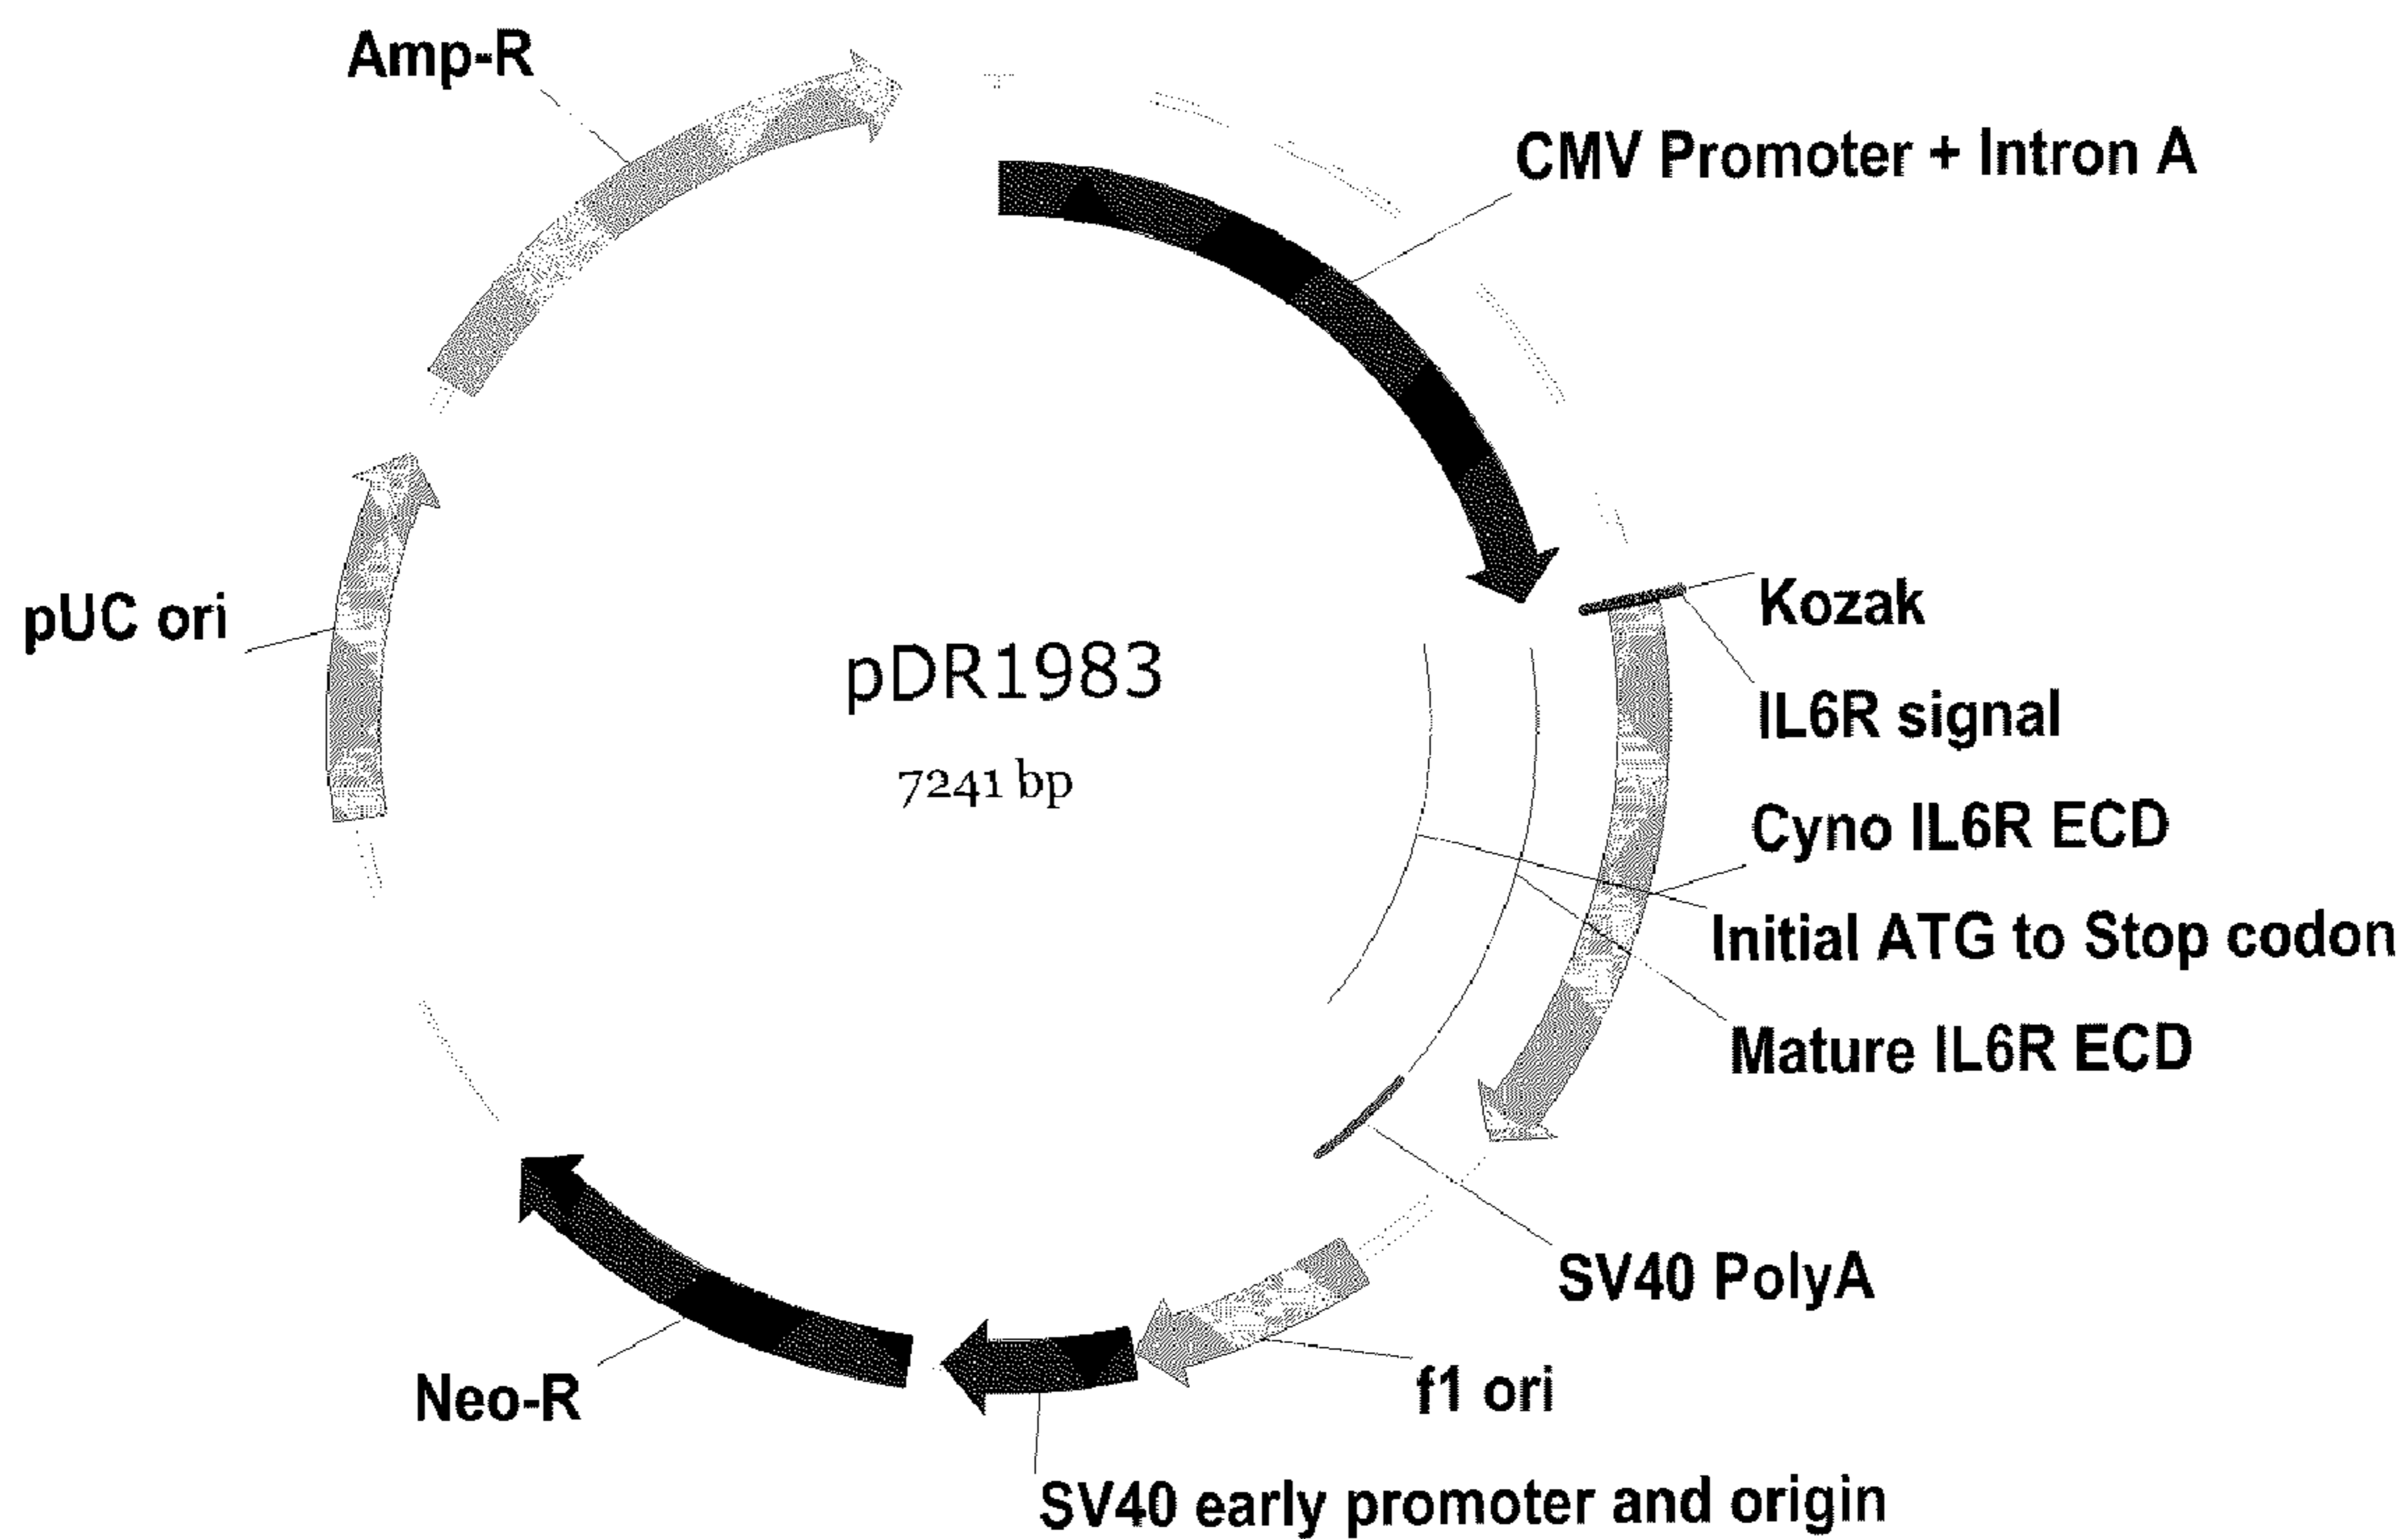 Amp-R
CMV Promoter + Intron A
pUC ori
Kozak
pDR1983
IL6R signal
7241 bp
Cyno IL6R ECD
Initial ATG to Stop codon
Mature IL6R ECD
SV40 PolyA
f1 ori
Neo-R
SV40 early promoter and origin